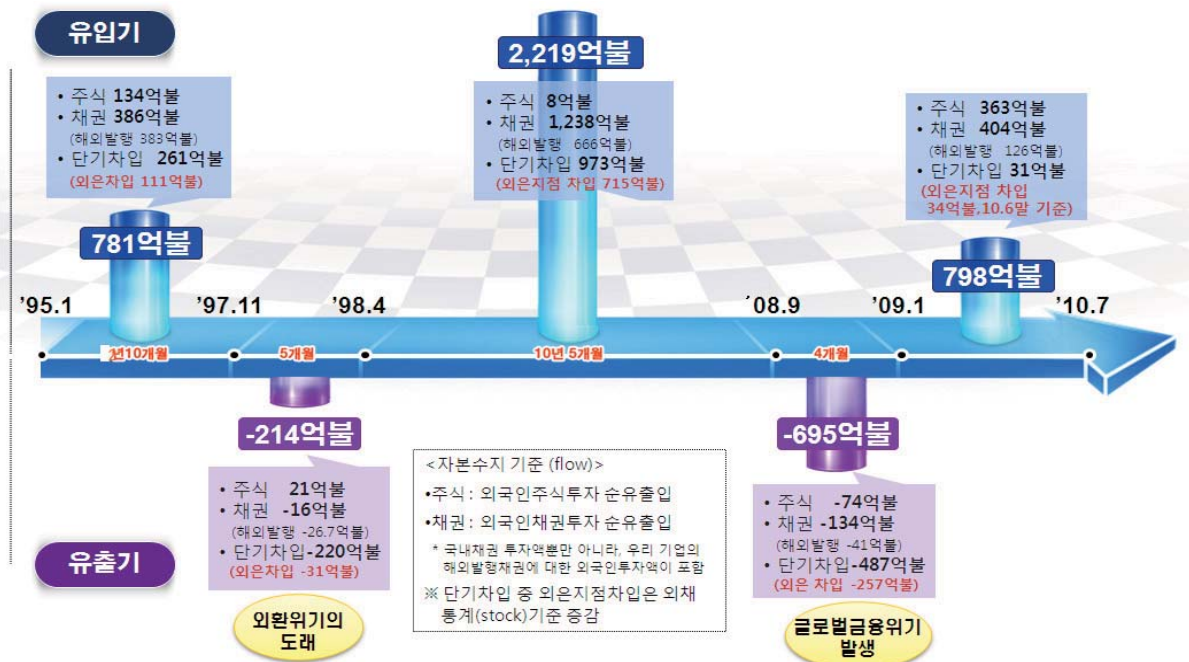 유입기
2,219억불
• 주식 134억불
• 채권 386억불
(해외발행 383억불)
• 단기차입 261억불
(외은차입 111억불)
• 주식 8억불
• 채권 1,238억불
(해외발행 666억불)
• 단기차입 973억불
(외은지점 차입 715억불)
• 주식 363억불
• 채권 404억불
(해외발행 126억불)
• 단기차입 31억불
(외은지점 차입
34억불,10.6말 기준)
781억불
798억불
'95.1
'97.11
'98.4
'08.9
'09.1
'10.7
2년10개월
5개월
10년 5개월
4개월
-214억불
-695억불
• 주식 21억불
• 채권 -16억불
(해외발행 -26.7억불)
• 단기차입-220억불
(외은차입 -31억불)
<자본수지 기준 (flow)>
•주식 : 외국인주식투자 순유출입
•채권 : 외국인채권투자 순유출입
* 국내채권 투자액뿐만 아니라, 우리 기업의
해외발행채권에 대한 외국인투자액이 포함
※ 단기차입 중 외은지점차입은 외채
통계(stock)기준 증감
• 주식 -74억불
• 채권 -134억불
(해외발행 -41억불)
• 단기차입-487억불
(외은 차입 -257억불)
유출기
외환위기의
도래
글로벌금융위기
발생